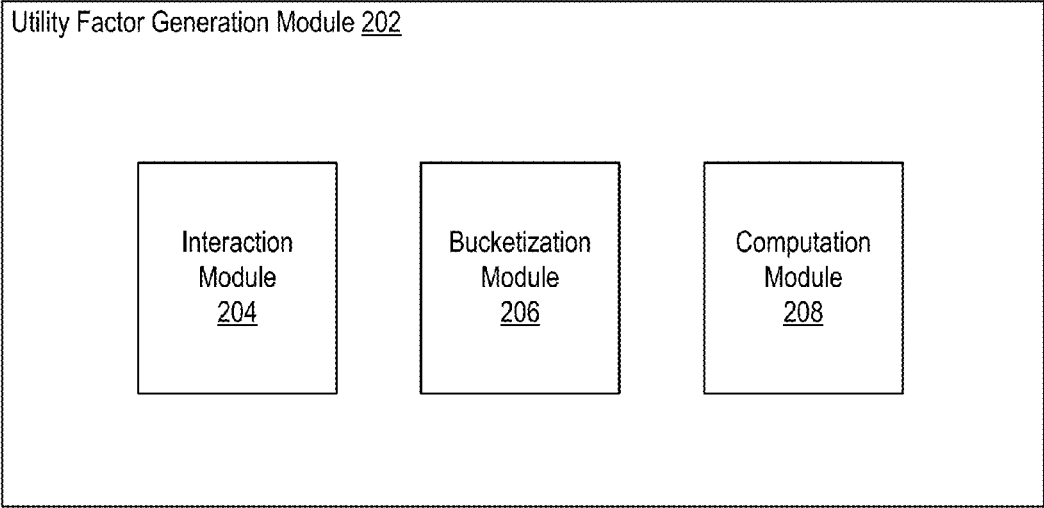 Utility Factor Generation Module 202
Interaction
Module
204
Bucketization
Module
206
Computation
Module
208